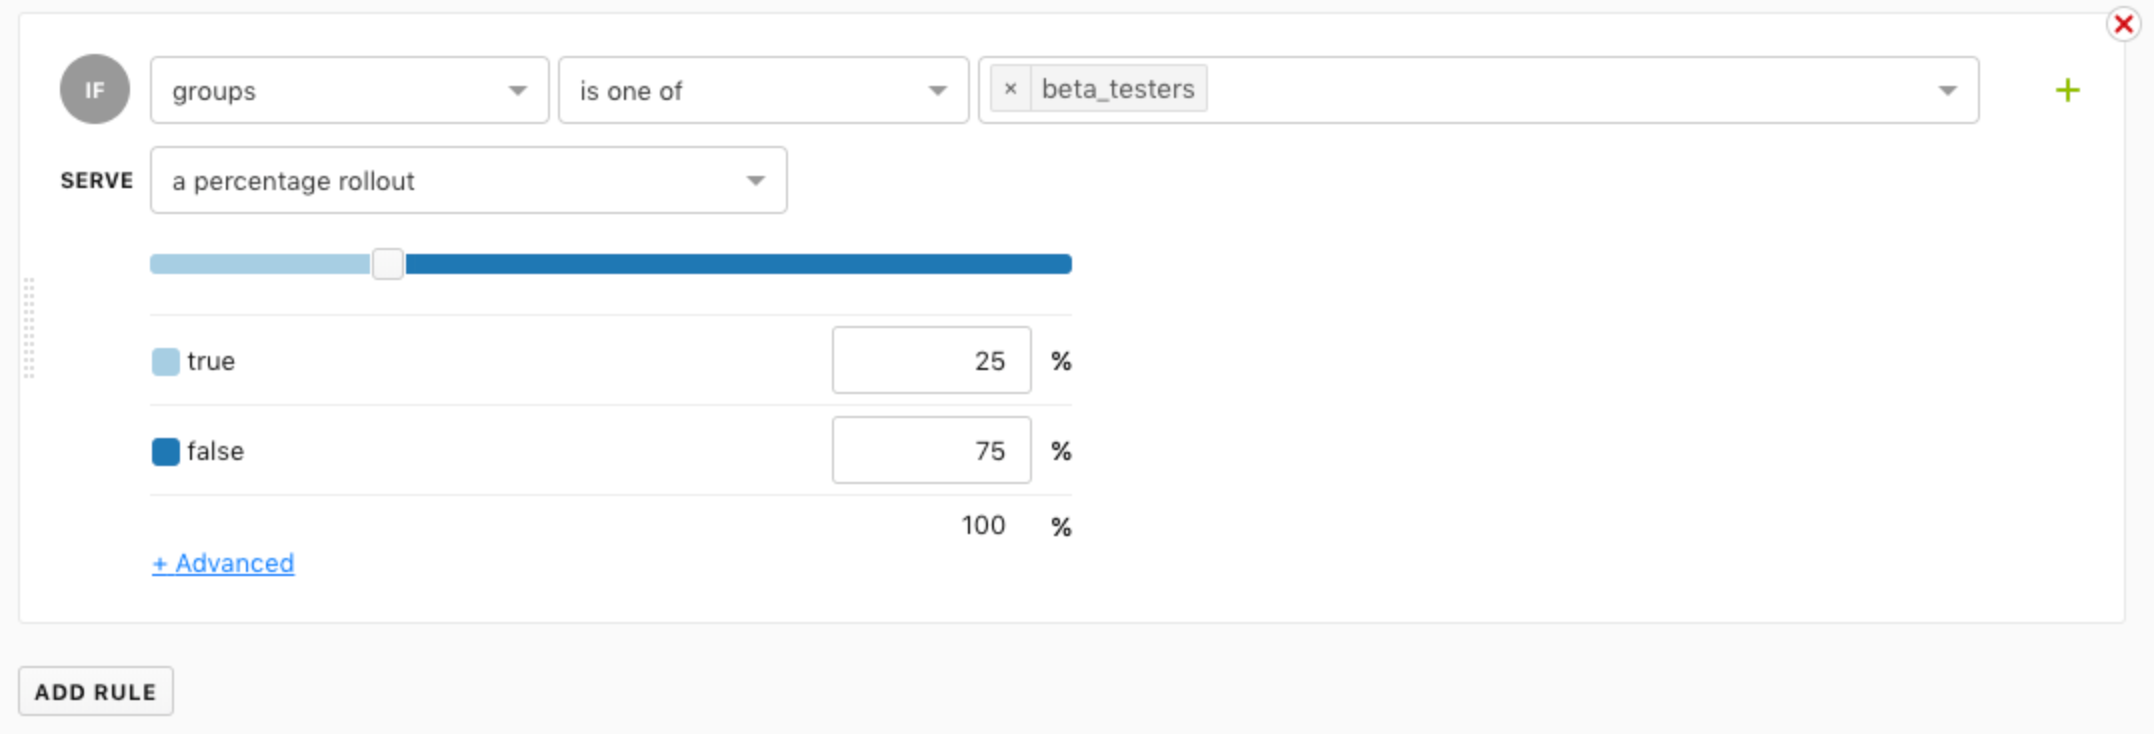 IF groups is one of × beta_testers +
SERVE a percentage rollout
true 25 %
false 75 %
100 %
+ Advanced
ADD RULE